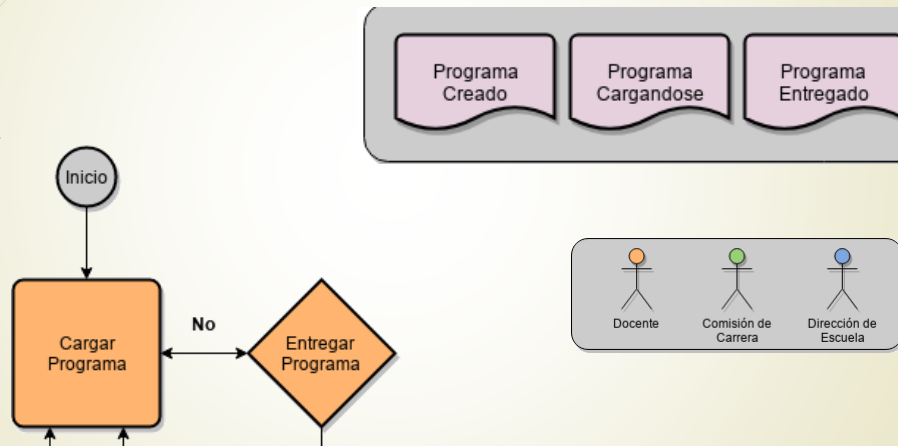 Programa
Creado
Programa
Cargandose
Programa
Entregado
Inicio
Docente
Comisión de
Carrera
Dirección de
Escuela
No
Cargar
Programa
Entregar
Programa